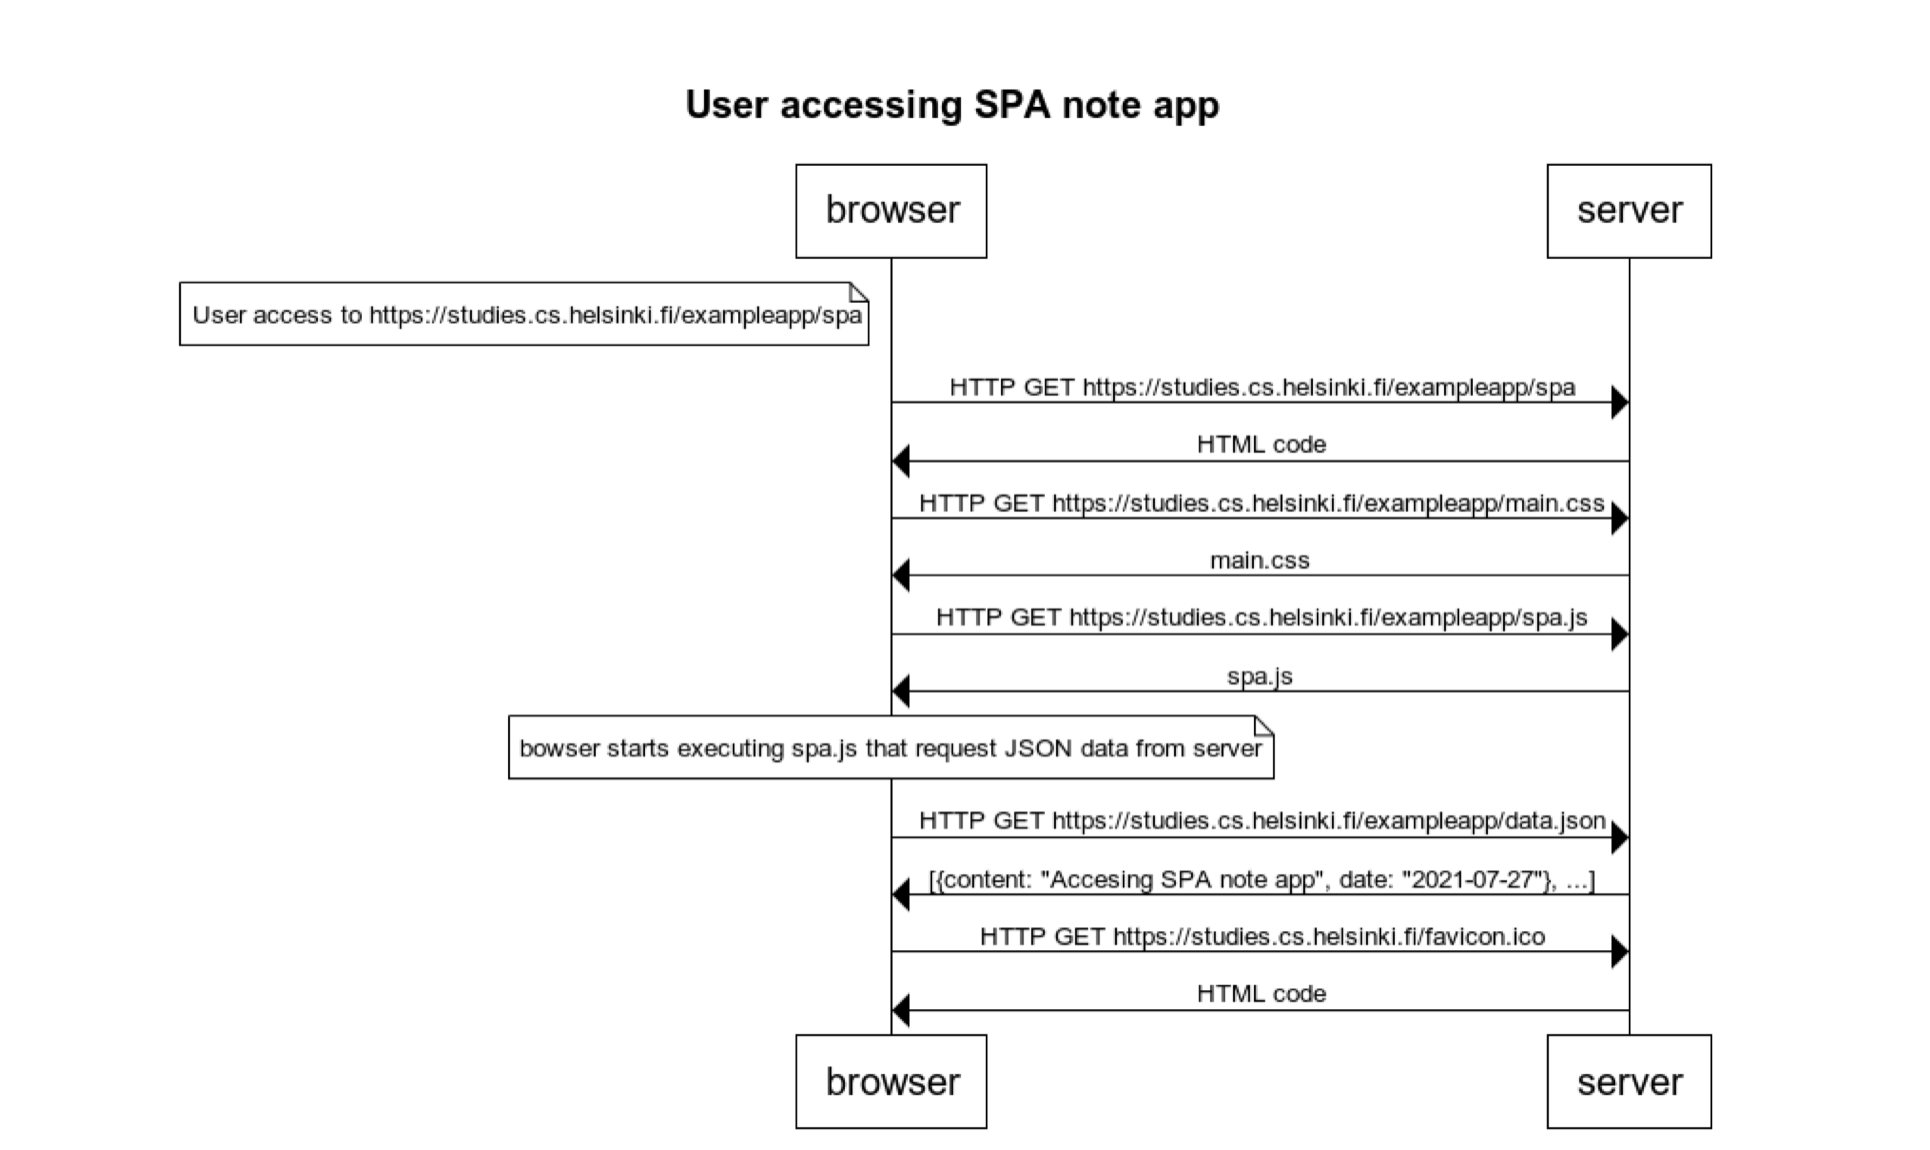 User accessing SPA note app
browser
server
User access to https://studies.cs.helsinki.fi/exampleapp/spa
HTTP GET https://studies.cs.helsinki.fi/exampleapp/spa
HTML code
HTTP GET https://studies.cs.helsinki.fi/exampleapp/main.css
main.css
HTTP GET https://studies.cs.helsinki.fi/exampleapp/spa.js
spa.js
bowser starts executing spa.js that request JSON data from server
HTTP GET https://studies.cs.helsinki.fi/exampleapp/data.json
[{content: "Accesing SPA note app", date: "2021-07-27"}, ...]
HTTP GET https://studies.cs.helsinki.fi/favicon.ico
HTML code
browser
server